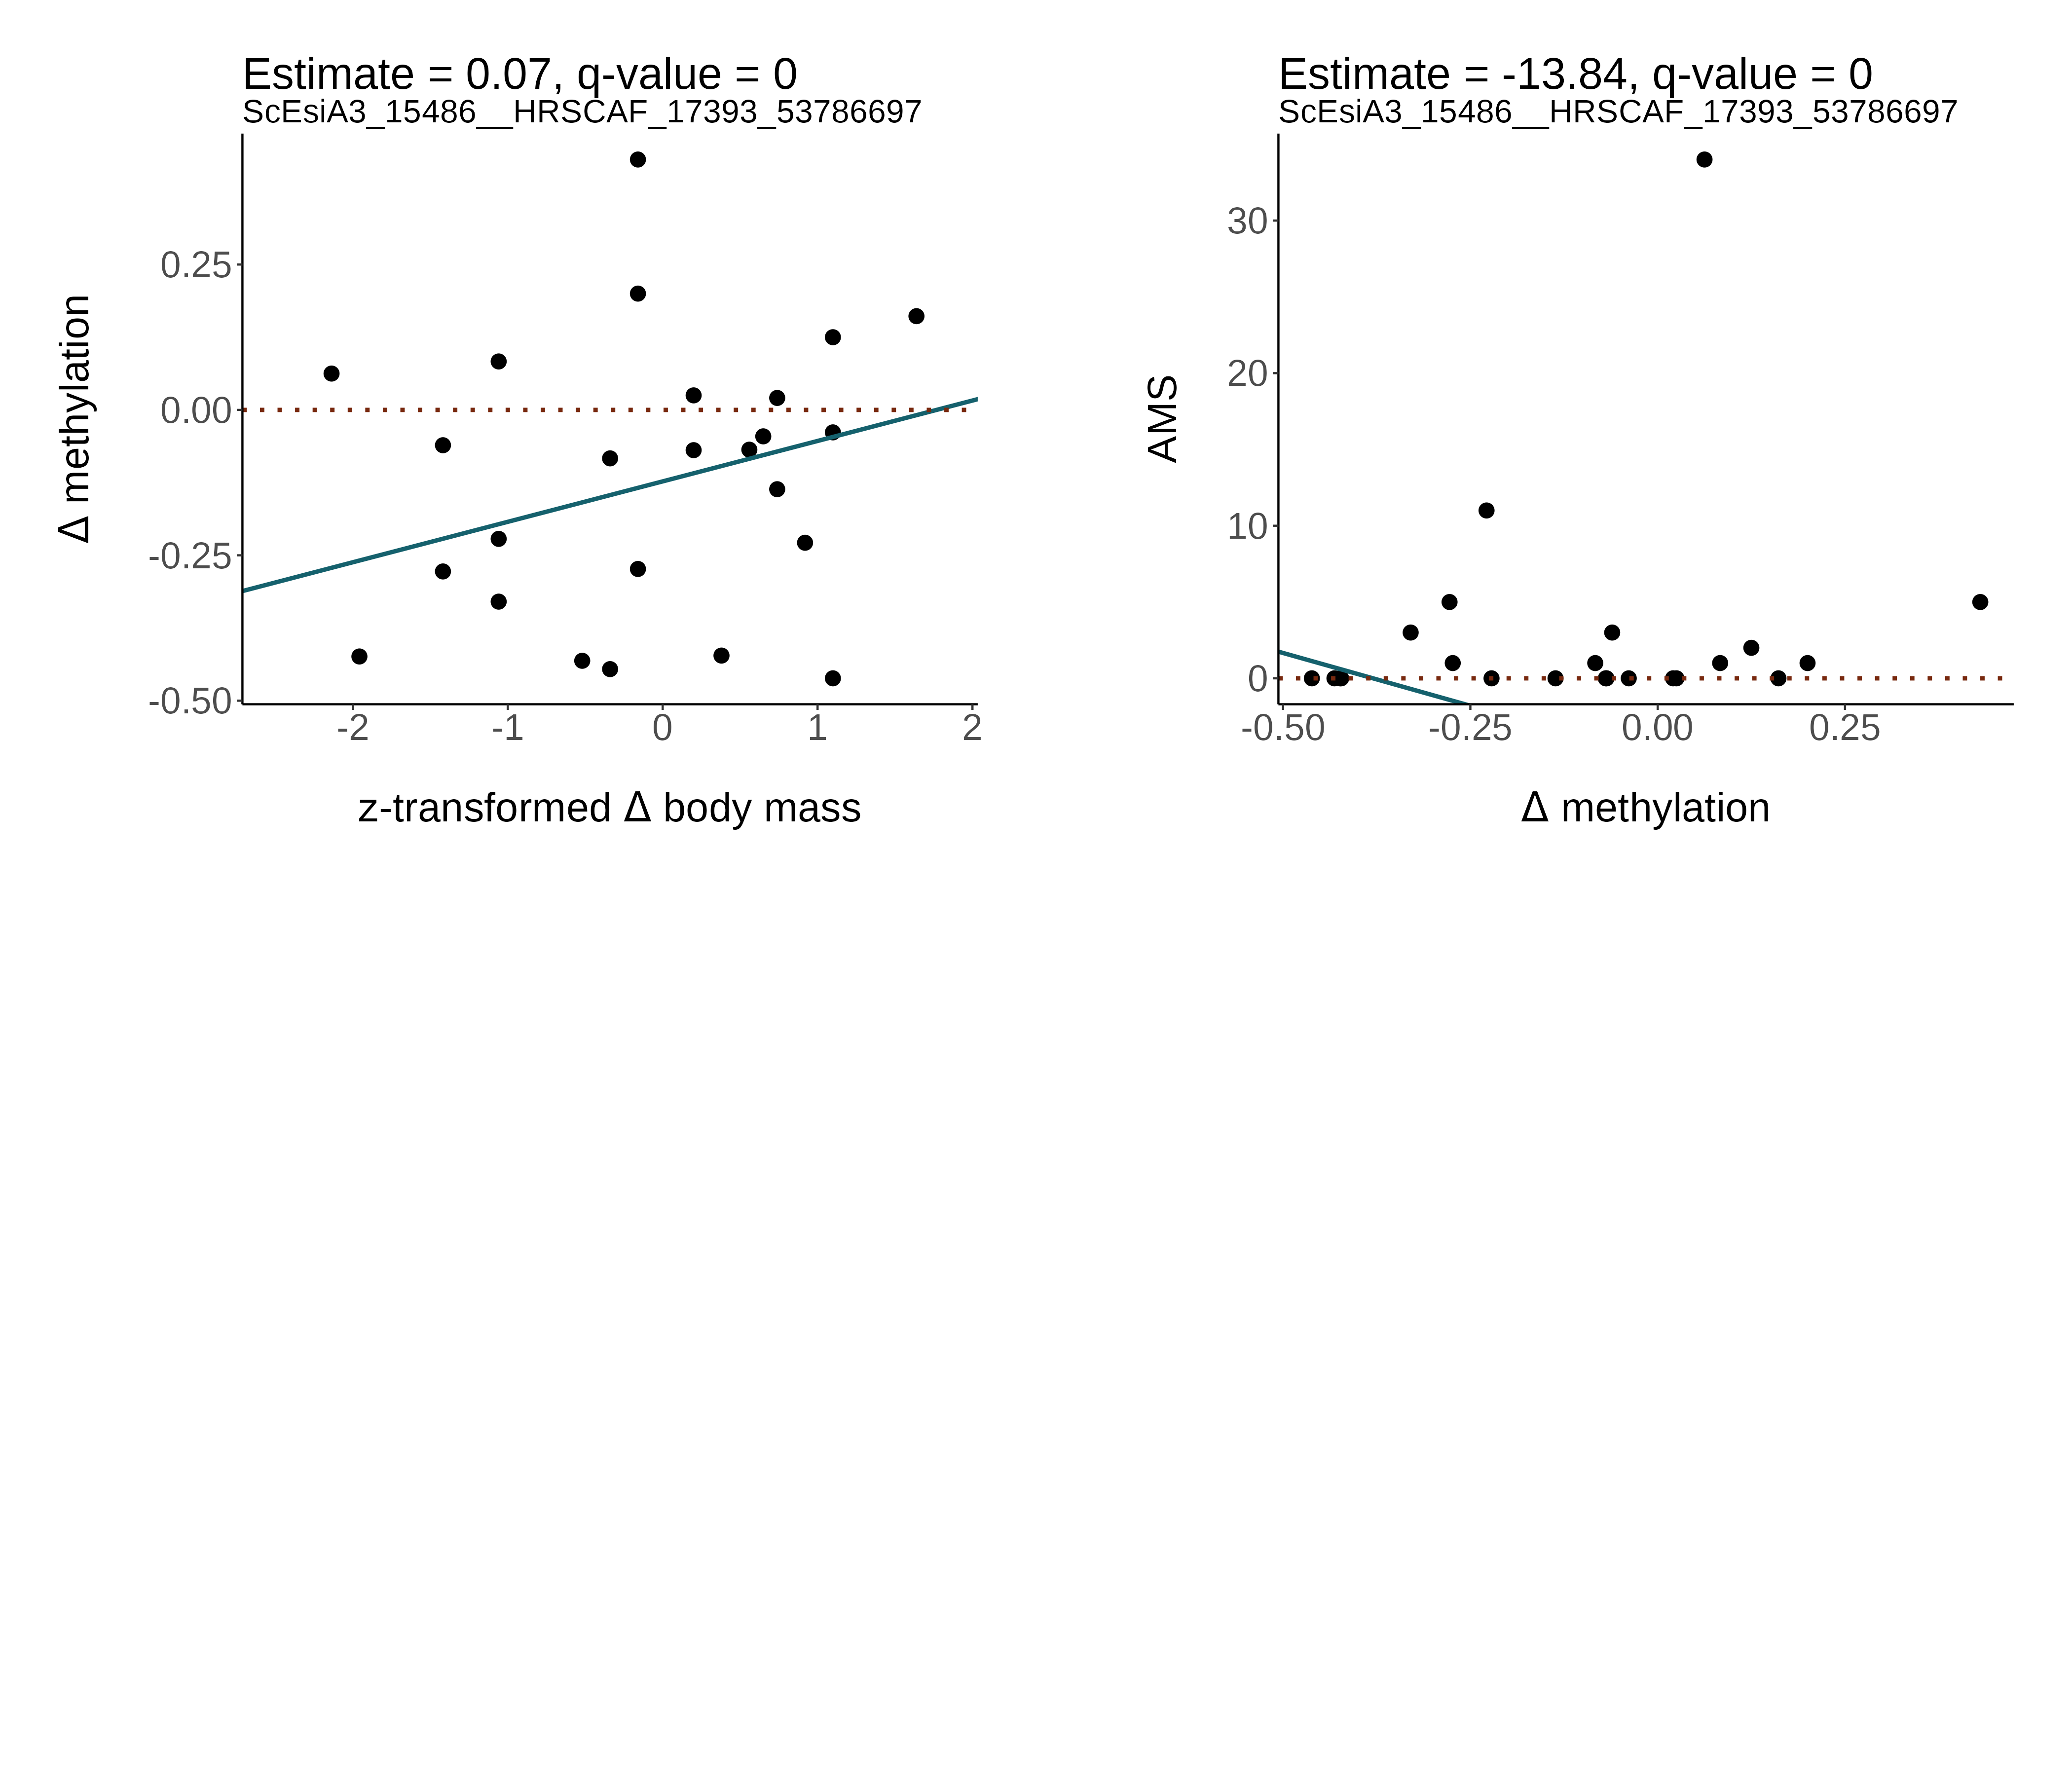 Estimate = 0.07, q-value = 0
ScEsiA3_15486__HRSCAF_17393_53786697
Δ methylation
0.25
0.00
-0.25
-0.50
-2
-1
0
1
2
z-transformed Δ body mass
Estimate = -13.84, q-value = 0
ScEsiA3_15486__HRSCAF_17393_53786697
AMS
30
20
10
0
-0.50
-0.25
0.00
0.25
Δ methylation